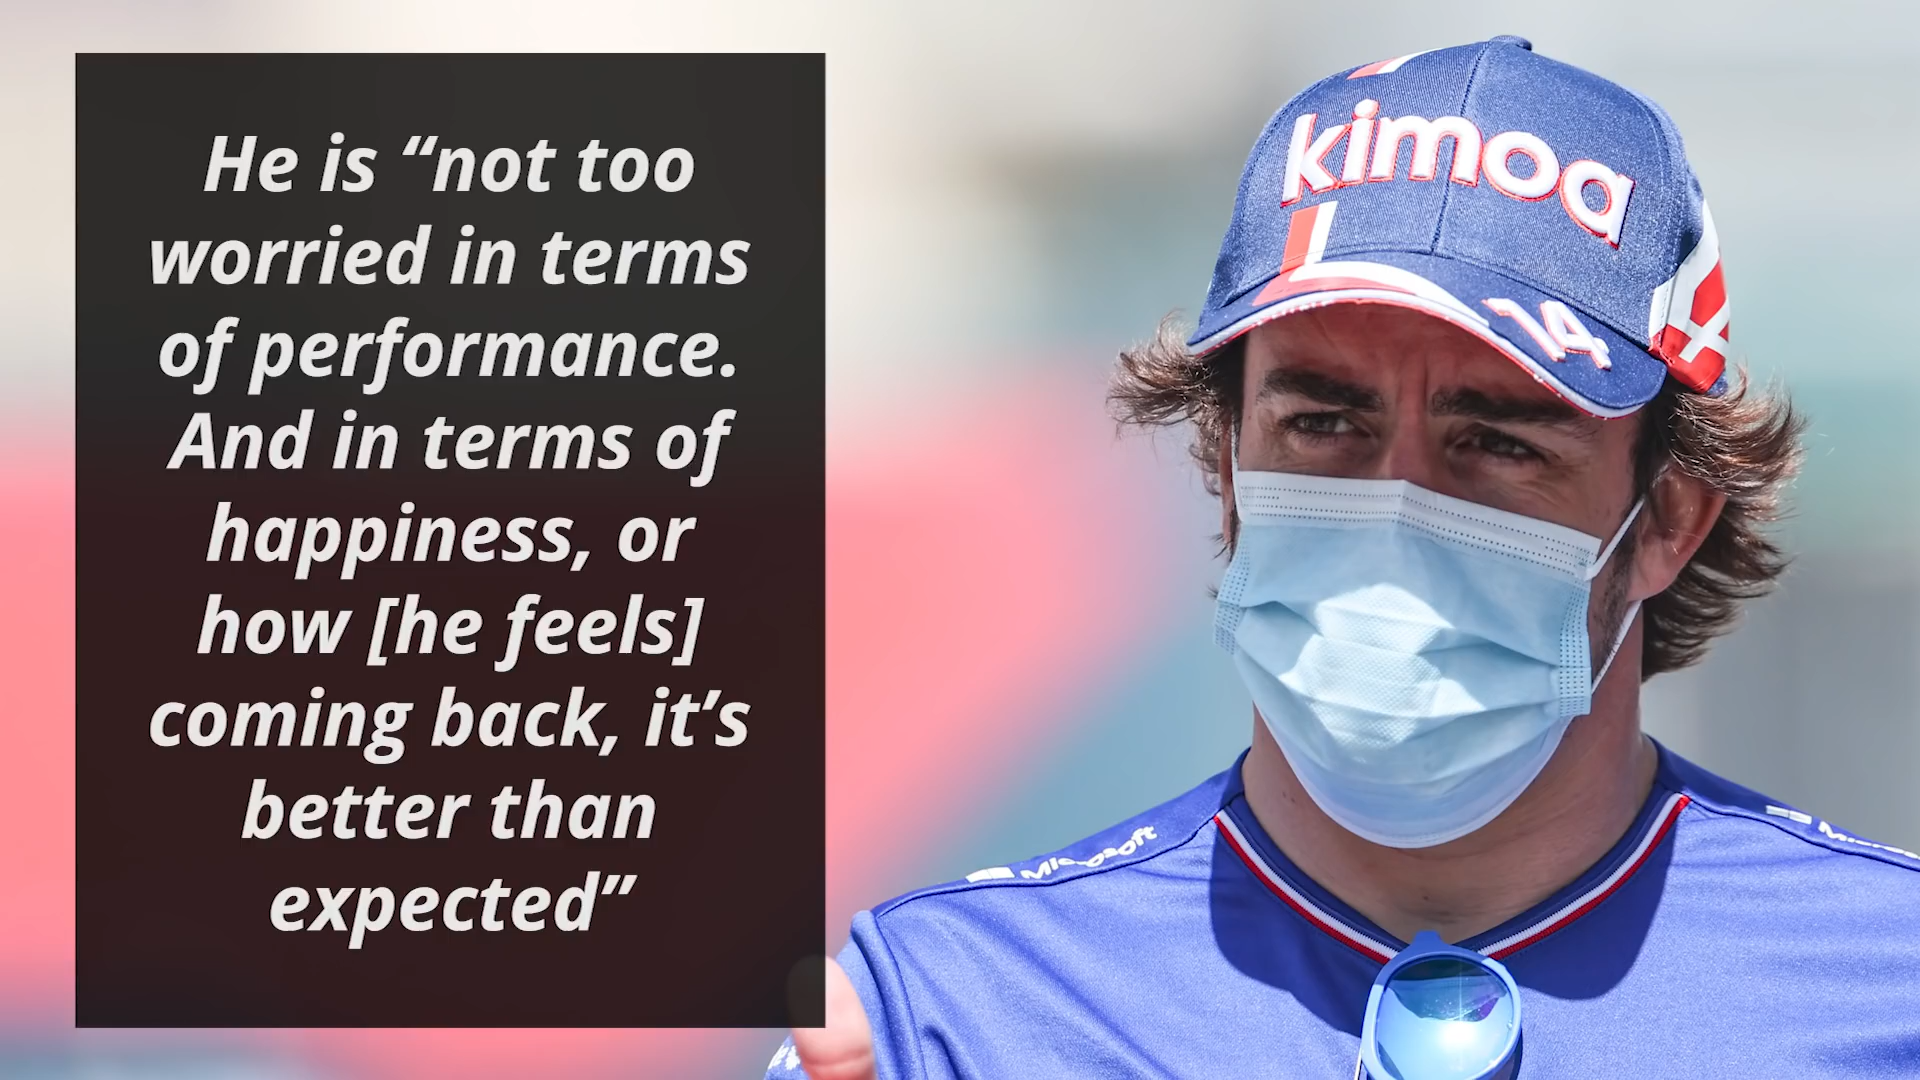 He is “not too
worried in terms
of performance.
And in terms of
happiness, or
how [he feels]
coming back, it’s
better than
expected”
kimoa
14
Microsoft